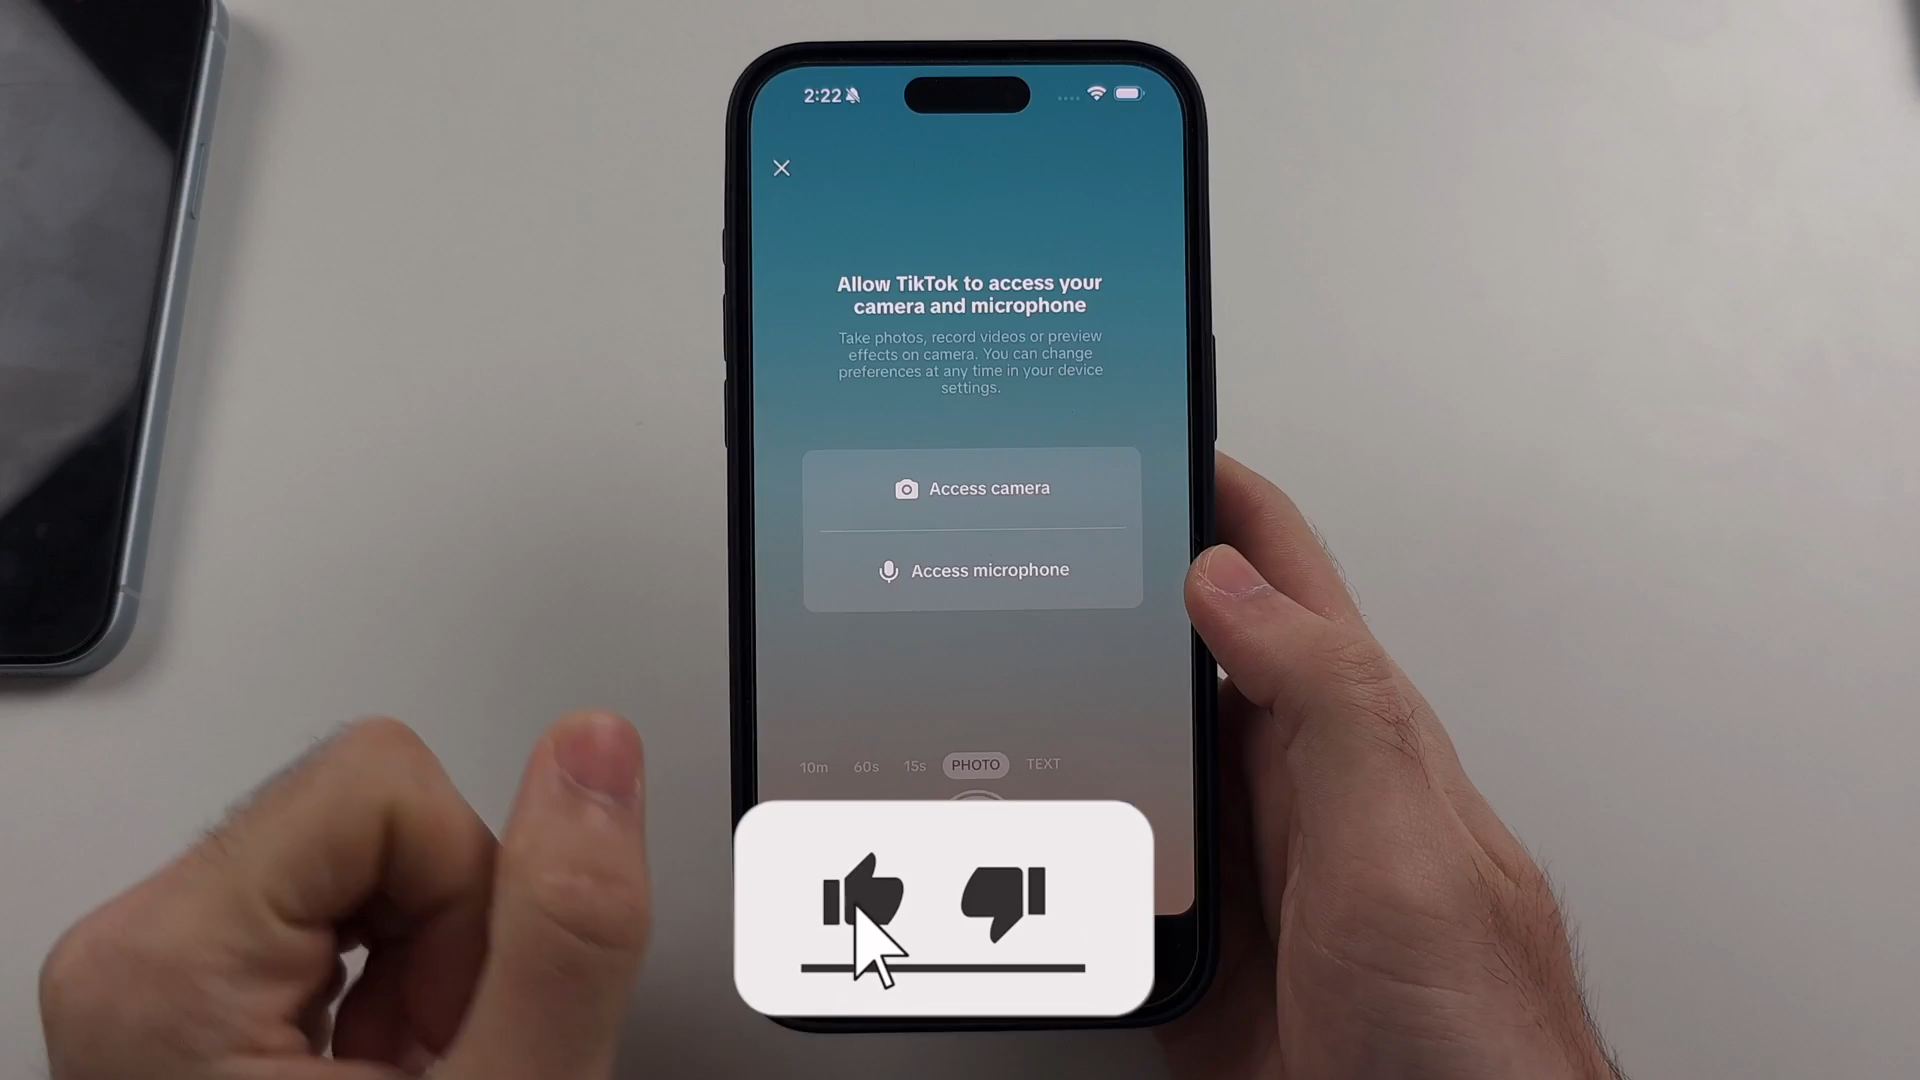 2:22
Allow TikTok to access your
camera and microphone
Take photos, record videos or preview
effects on camera. You can change
preferences at any time in your device
settings.
Access camera
Access microphone
10m 60s 15s PHOTO TEXT